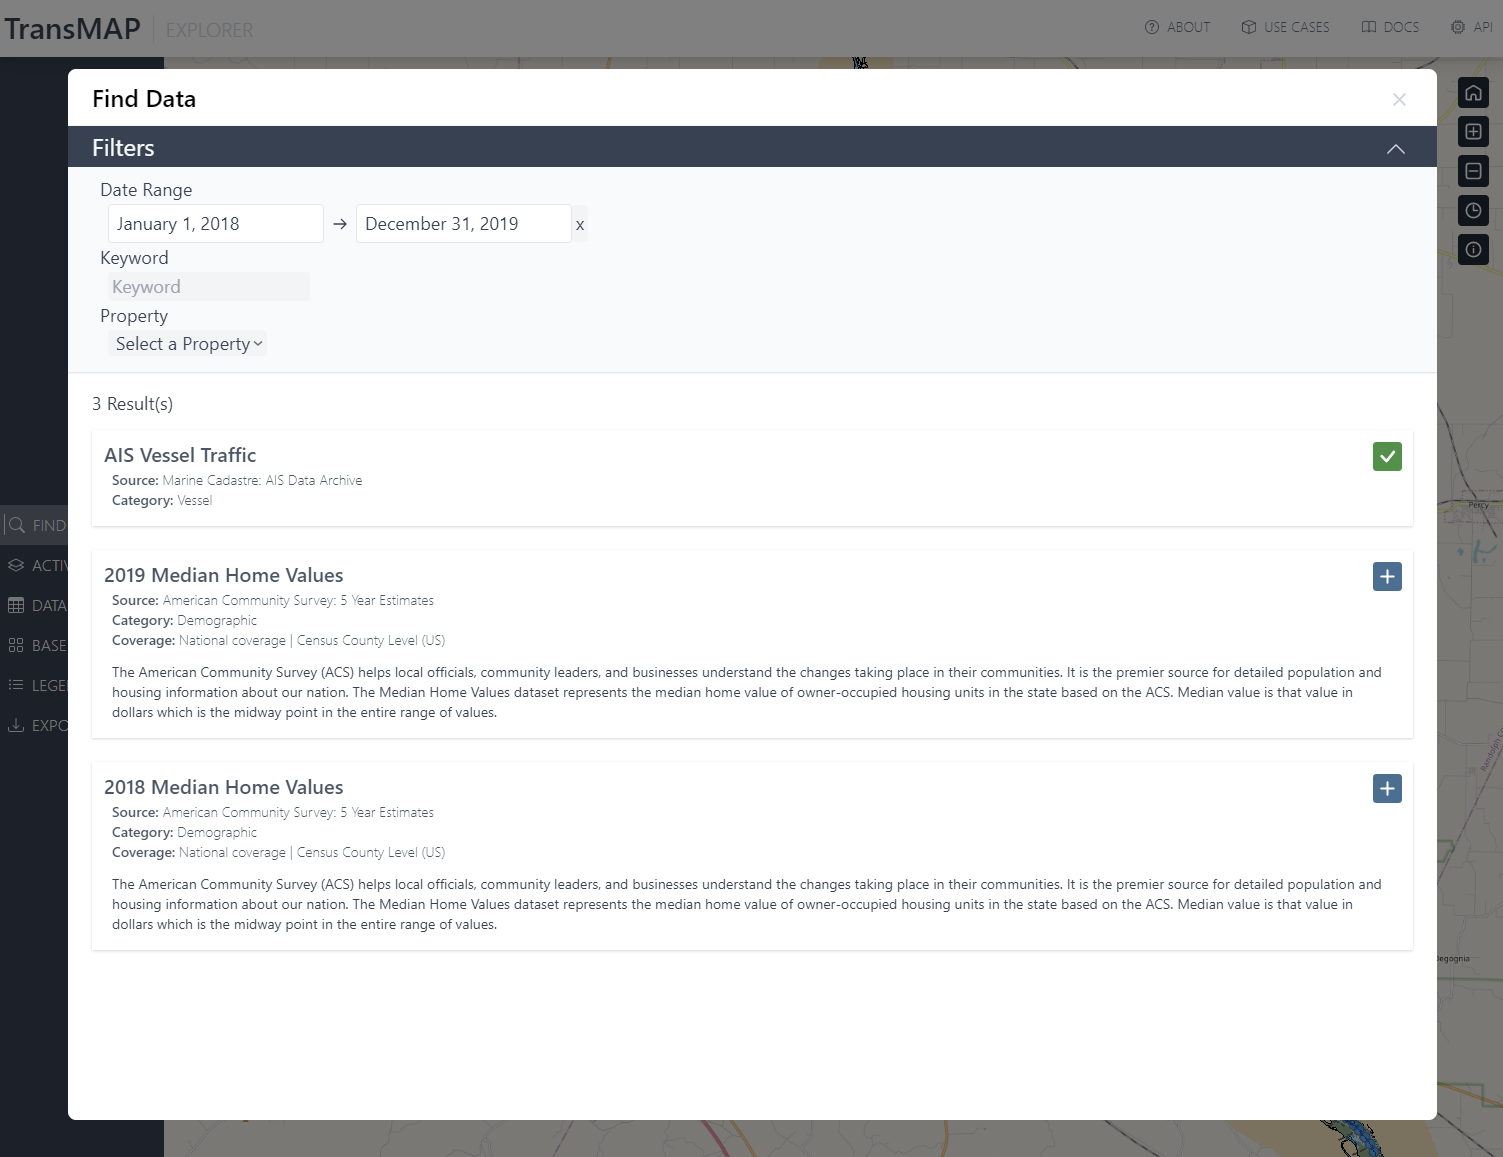 TransMAP EXPLORER ABOUT USE CASES DOCS API
Find Data
Filters
Date Range
January 1, 2018 → December 31, 2019 x
Keyword
Keyword
Property
Select a Property
3 Result(s)
AIS Vessel Traffic
Source: Marine Cadastre: AIS Data Archive
Category: Vessel
2019 Median Home Values
Source: American Community Survey: 5 Year Estimates
Category: Demographic
Coverage: National coverage | Census County Level (US)
The American Community Survey (ACS) helps local officials, community leaders, and businesses understand the changes taking place in their communities. It is the premier source for detailed population and
housing information about our nation. The Median Home Values dataset represents the median home value of owner-occupied housing units in the state based on the ACS. Median value is that value in
dollars which is the midway point in the entire range of values.
2018 Median Home Values
Source: American Community Survey: 5 Year Estimates
Category: Demographic
Coverage: National coverage | Census County Level (US)
The American Community Survey (ACS) helps local officials, community leaders, and businesses understand the changes taking place in their communities. It is the premier source for detailed population and
housing information about our nation. The Median Home Values dataset represents the median home value of owner-occupied housing units in the state based on the ACS. Median value is that value in
dollars which is the midway point in the entire range of values.
FIND
ACTIV
DATA
BASE
LEGE
EXPO
Percy
Randolph C